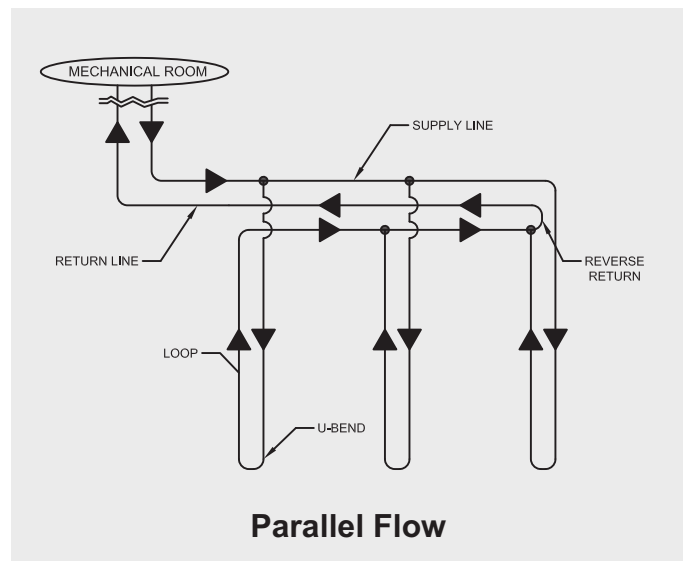 MECHANICAL ROOM
SUPPLY LINE
RETURN LINE
REVERSE
RETURN
LOOP
U-BEND
Parallel Flow